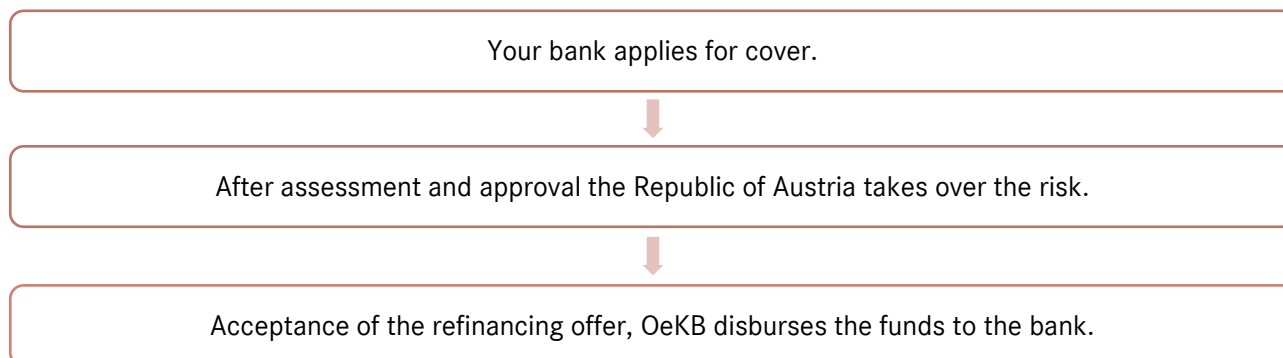 Your bank applies for cover.
After assessment and approval the Republic of Austria takes over the risk.
Acceptance of the refinancing offer, OeKB disburses the funds to the bank.